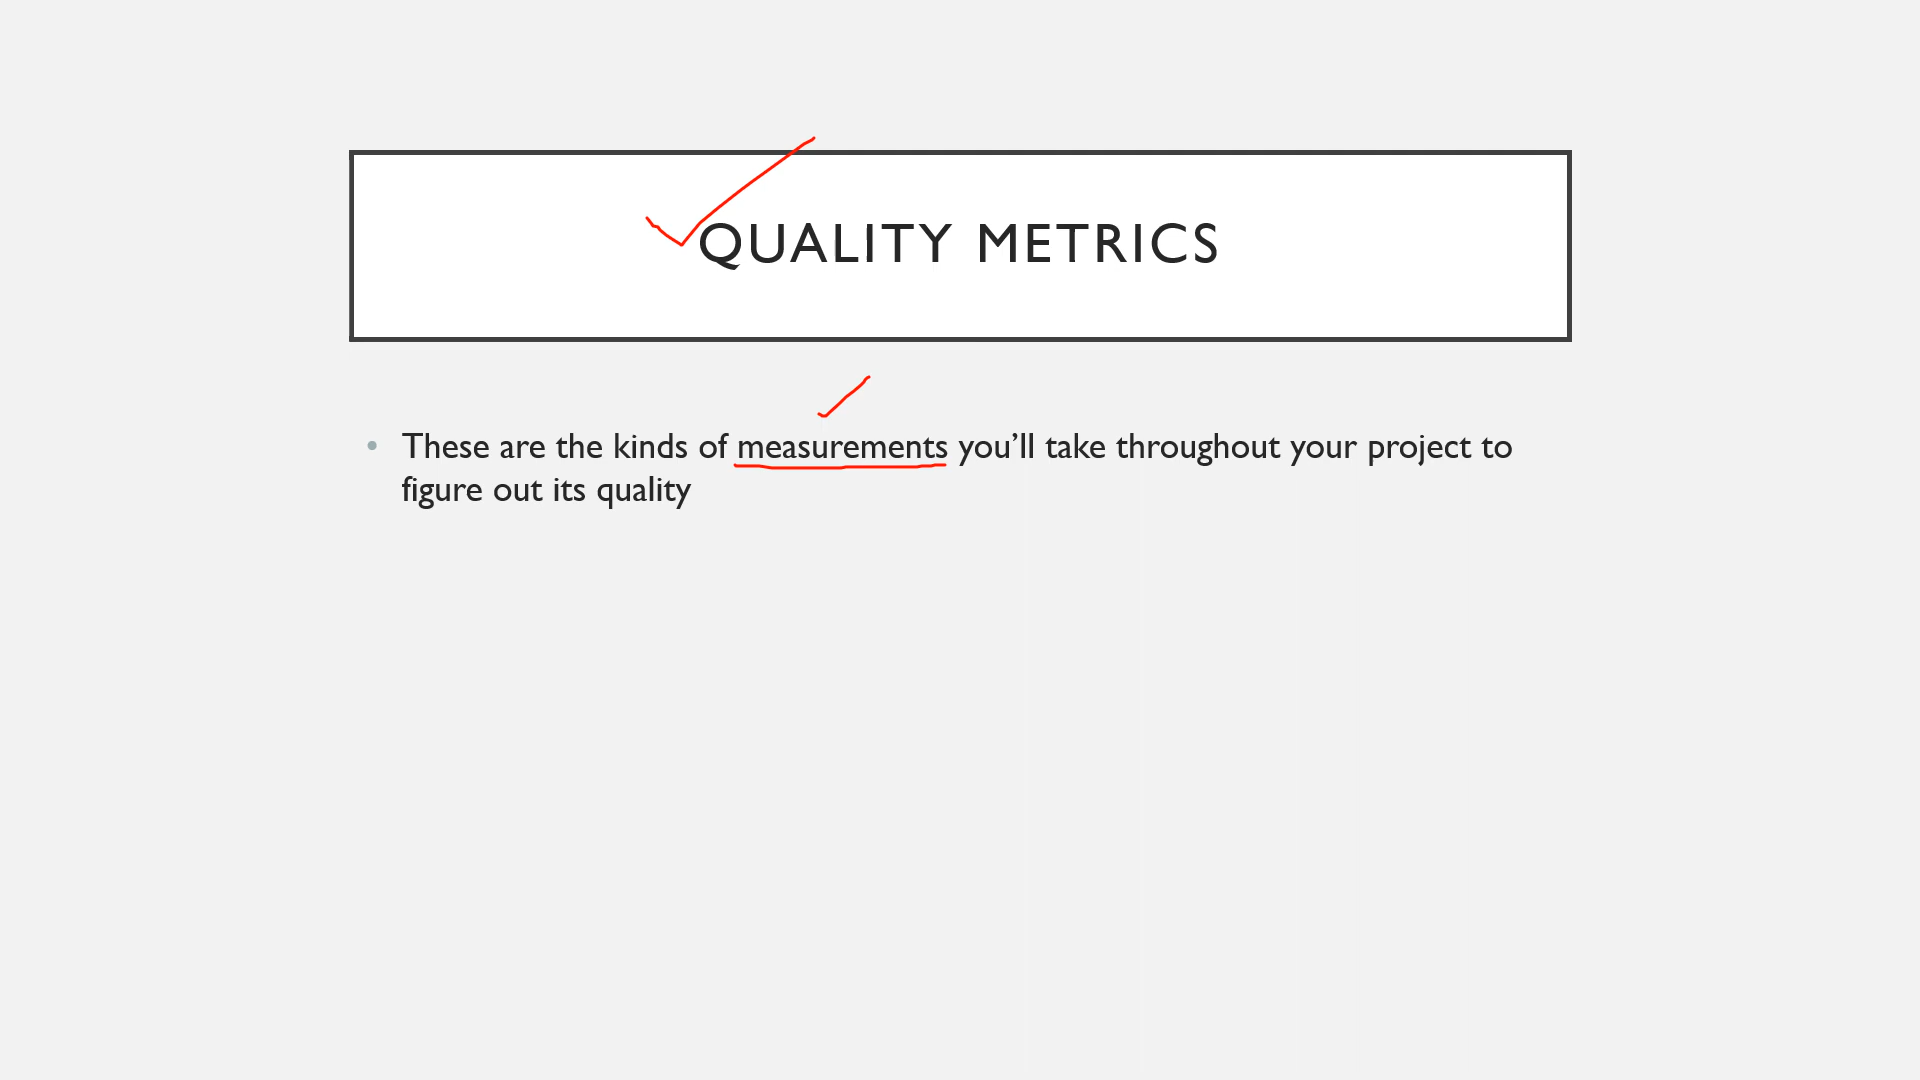 QUALITY METRICS
• These are the kinds of measurements you’ll take throughout your project to
figure out its quality